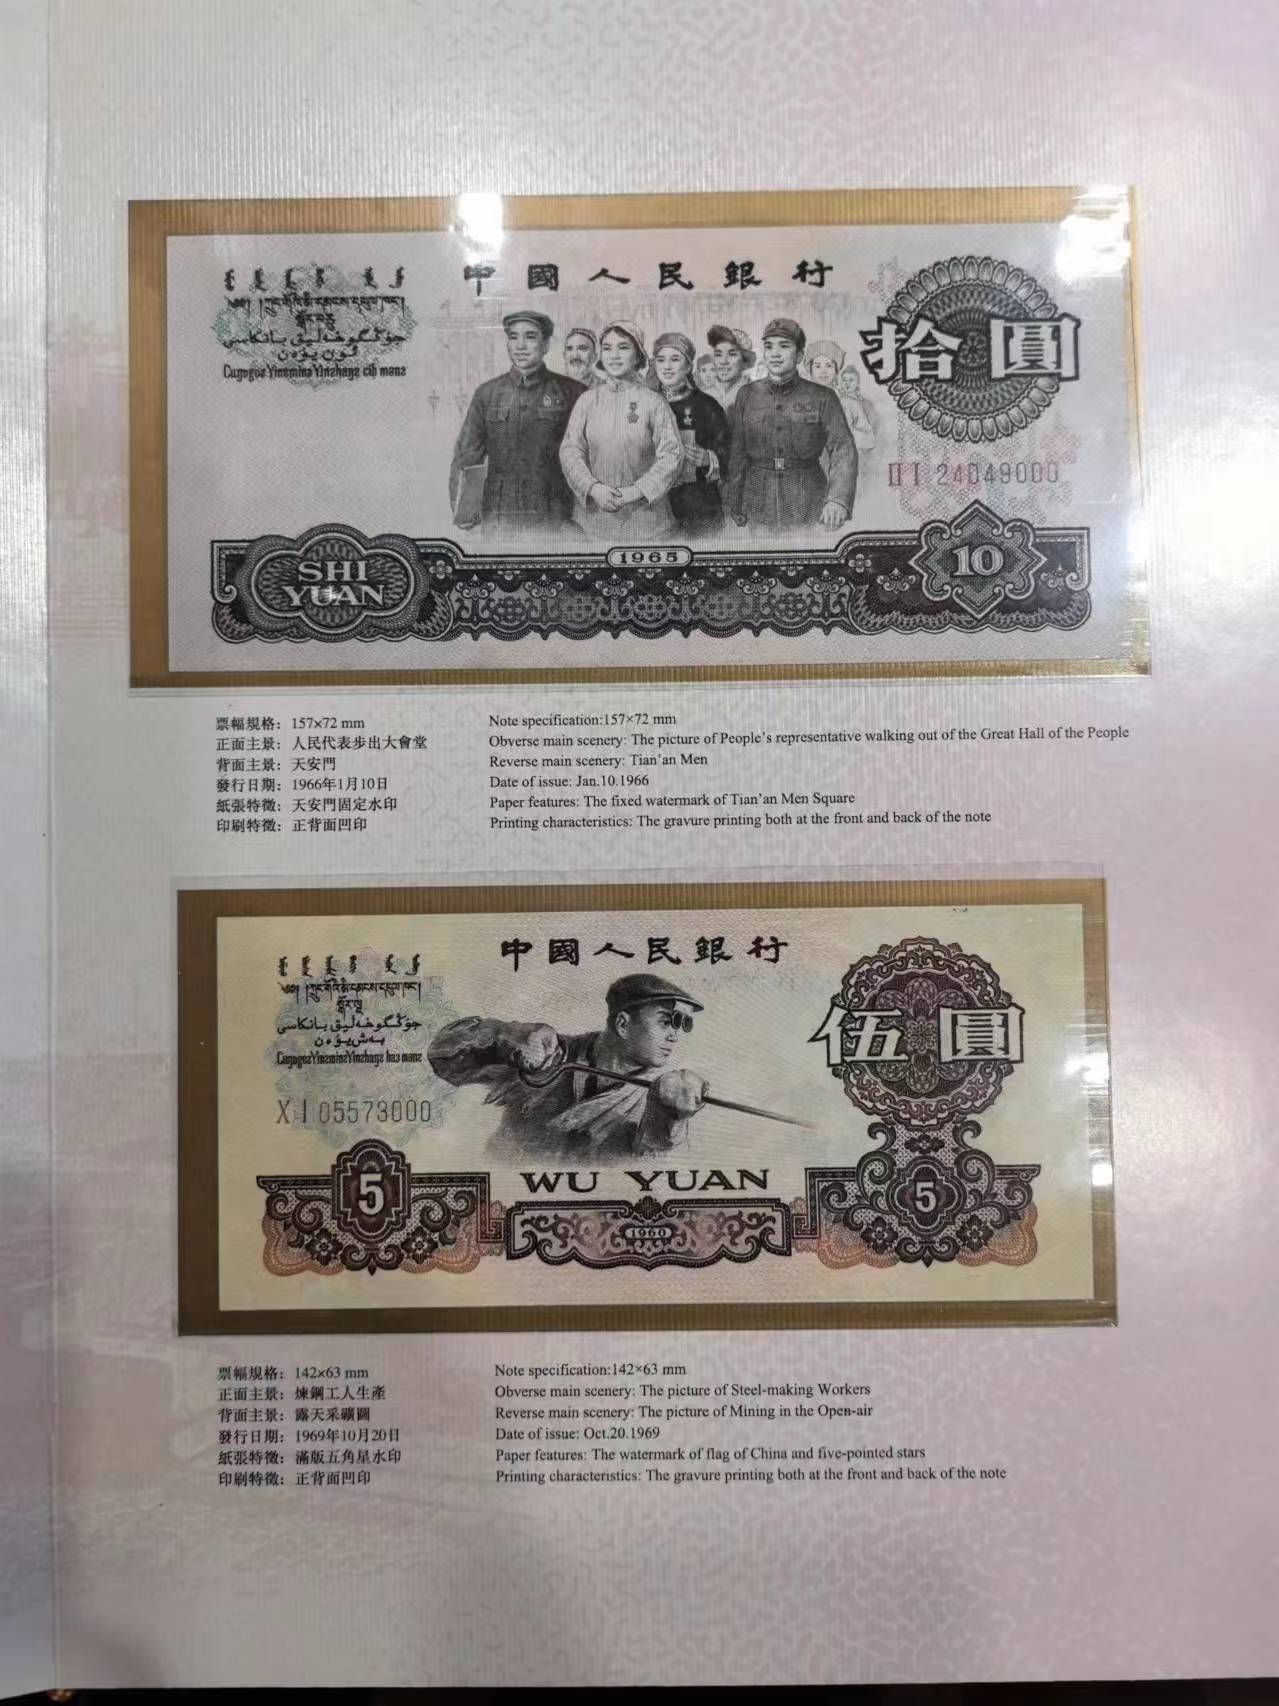 中國人民銀行
拾圓
ⅡⅠ 24049000
1965
SHI
YUAN
10
票幅規格：157×72 mm
正面主景：人民代表步出大會堂
背面主景：天安門
發行日期：1966年1月10日
紙張特徵：天安門固定水印
印刷特徵：正背面凹印
Note specification:157×72 mm
Obverse main scenery: The picture of People's representative walking out of the Great Hall of the People
Reverse main scenery: Tian'an Men
Date of issue: Jan.10.1966
Paper features: The fixed watermark of Tian'an Men Square
Printing characteristics: The gravure printing both at the front and back of the note
中國人民銀行
伍圓
ⅩⅠ 05573000
WU YUAN
5
5
1960
票幅規格：142×63 mm
正面主景：煉鋼工人生產
背面主景：露天采礦圖
發行日期：1969年10月20日
紙張特徵：滿版五角星水印
印刷特徵：正背面凹印
Note specification:142×63 mm
Obverse main scenery: The picture of Steel-making Workers
Reverse main scenery: The picture of Mining in the Open-air
Date of issue: Oct.20.1969
Paper features: The watermark of flag of China and five-pointed stars
Printing characteristics: The gravure printing both at the front and back of the note